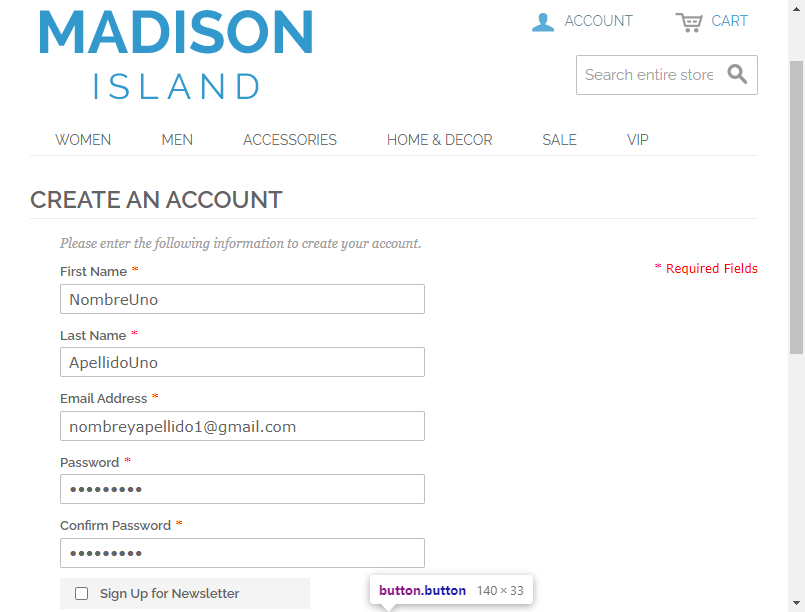 MADISON
ISLAND
ACCOUNT
CART
Search entire store
WOMEN MEN ACCESSORIES HOME & DECOR SALE VIP
CREATE AN ACCOUNT
Please enter the following information to create your account.
* Required Fields
First Name *
NombreUno
Last Name *
ApellidoUno
Email Address *
nombreyapellido1@gmail.com
Password *
•••••••••
Confirm Password *
•••••••••
Sign Up for Newsletter
button.button 140 × 33